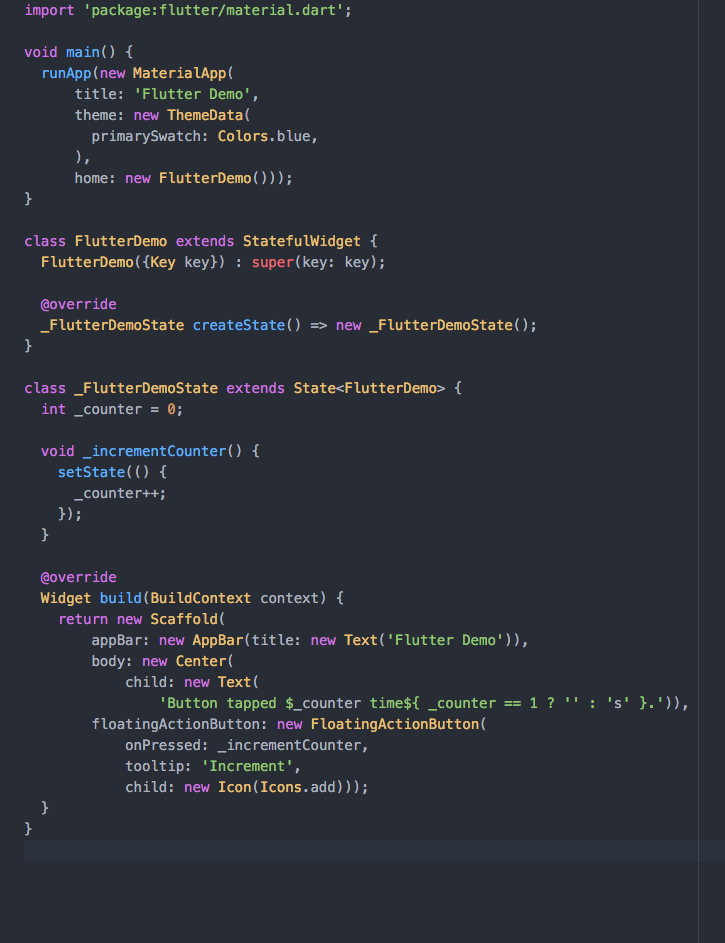 import 'package:flutter/material.dart';

void main() {
  runApp(new MaterialApp(
      title: 'Flutter Demo',
      theme: new ThemeData(
        primarySwatch: Colors.blue,
      ),
      home: new FlutterDemo()));
}

class FlutterDemo extends StatefulWidget {
  FlutterDemo({Key key}) : super(key: key);

  @override
  _FlutterDemoState createState() => new _FlutterDemoState();
}

class _FlutterDemoState extends State<FlutterDemo> {
  int _counter = 0;

  void _incrementCounter() {
    setState(() {
      _counter++;
    });
  }

  @override
  Widget build(BuildContext context) {
    return new Scaffold(
        appBar: new AppBar(title: new Text('Flutter Demo')),
        body: new Center(
            child: new Text(
                'Button tapped $_counter time${ _counter == 1 ? '' : 's' }.')),
        floatingActionButton: new FloatingActionButton(
            onPressed: _incrementCounter,
            tooltip: 'Increment',
            child: new Icon(Icons.add)));
  }
}